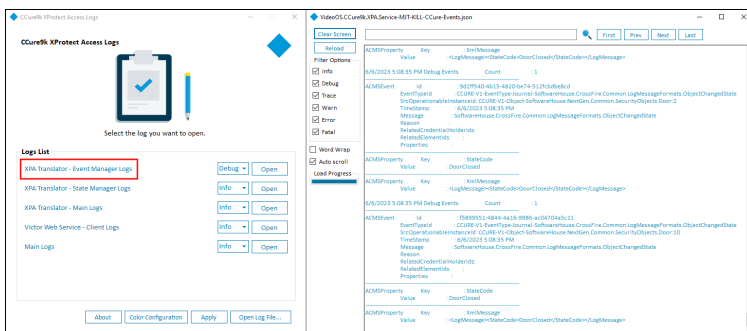 CCure9k XProtect Access Logs
CCure9k XProtect Access Logs
Select the log you want to open.
Logs List
XPA Translator - Event Manager Logs Debug Open
XPA Translator - State Manager Logs Info Open
XPA Translator - Main Logs Info Open
Victor Web Service - Client Logs Info Open
Main Logs Info Open
About Color Configuration Apply Open Log File...
VideoOS.CCure9k.XPA.Service-MIT-KILL-CCure-Events.json
Clear Screen
Reload
Filter Options
Info
Debug
Trace
Warn
Error
Fatal
Word Wrap
Auto scroll
Load Progress
First Prev Next Last
ACMSProperty Key : XmlMessage
Value : <LogMessage><StateCode>DoorClosed</StateCode></LogMessage>
6/6/2023 5:08:35 PM Debug Events Count : 1
ACMSEvent Id : 9d2ff540-4b15-4820-be74-512fcbdbe8cd
EventTypeId : CCURE-V1-EventType-Journal-SoftwareHouse.CrossFire.Common.LogMessageFormats.ObjectChangedState
SrcOperationableInstanceId: CCURE-V1-Object-SoftwareHouse.NextGen.Common.SecurityObjects.Door:2
TimeStamp : 6/6/2023 5:08:35 PM
Message : SoftwareHouse.CrossFire.Common.LogMessageFormats.ObjectChangedState
Reason :
RelatedCredentialHolderIds:
RelatedElementIds :
Properties :
ACMSProperty Key : StateCode
Value : DoorClosed
ACMSProperty Key : XmlMessage
Value : <LogMessage><StateCode>DoorClosed</StateCode></LogMessage>
6/6/2023 5:08:35 PM Debug Events Count : 1
ACMSEvent Id : f5899551-4844-4a16-9986-ac04704a5c11
EventTypeId : CCURE-V1-EventType-Journal-SoftwareHouse.CrossFire.Common.LogMessageFormats.ObjectChangedState
SrcOperationableInstanceId: CCURE-V1-Object-SoftwareHouse.NextGen.Common.SecurityObjects.Door:10
TimeStamp : 6/6/2023 5:08:35 PM
Message : SoftwareHouse.CrossFire.Common.LogMessageFormats.ObjectChangedState
Reason :
RelatedCredentialHolderIds:
RelatedElementIds :
Properties :
ACMSProperty Key : StateCode
Value : DoorClosed
ACMSProperty Key : XmlMessage
Value : <LogMessage><StateCode>DoorClosed</StateCode></LogMessage>